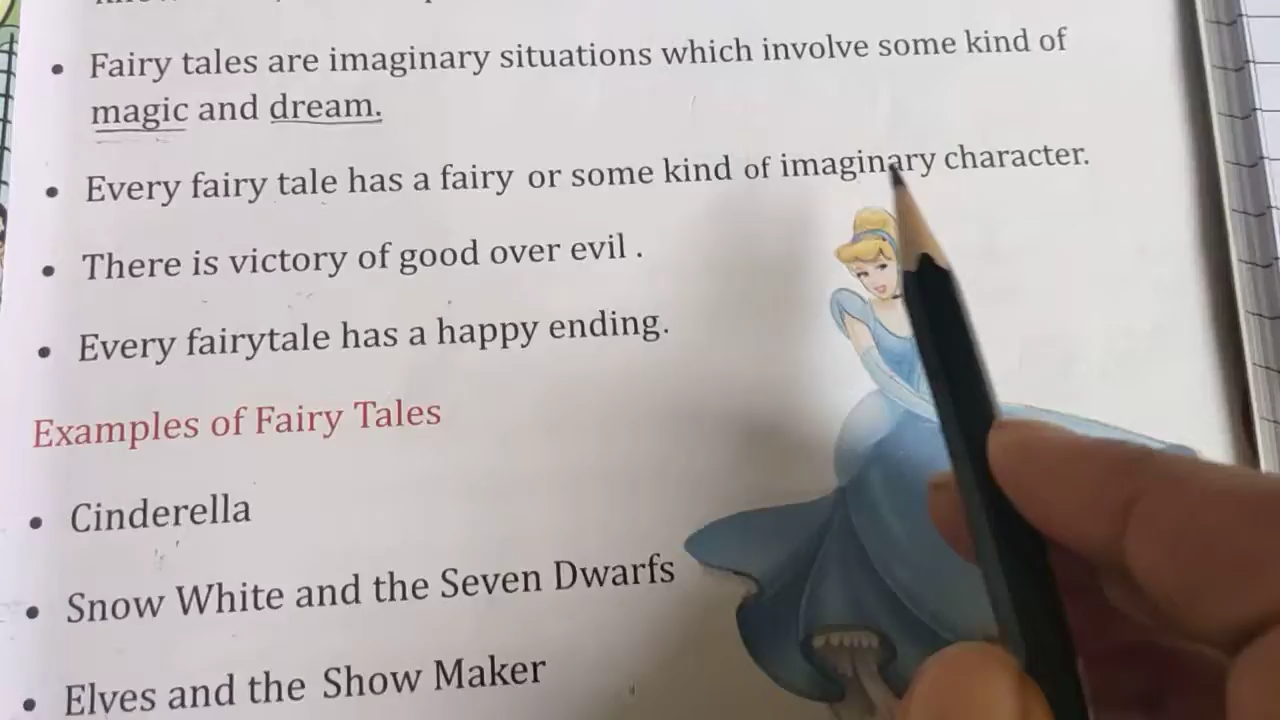 • Fairy tales are imaginary situations which involve some kind of
magic and dream.
• Every fairy tale has a fairy or some kind of imaginary character.
• There is victory of good over evil .
• Every fairytale has a happy ending.
Examples of Fairy Tales
• Cinderella
• Snow White and the Seven Dwarfs
• Elves and the Show Maker